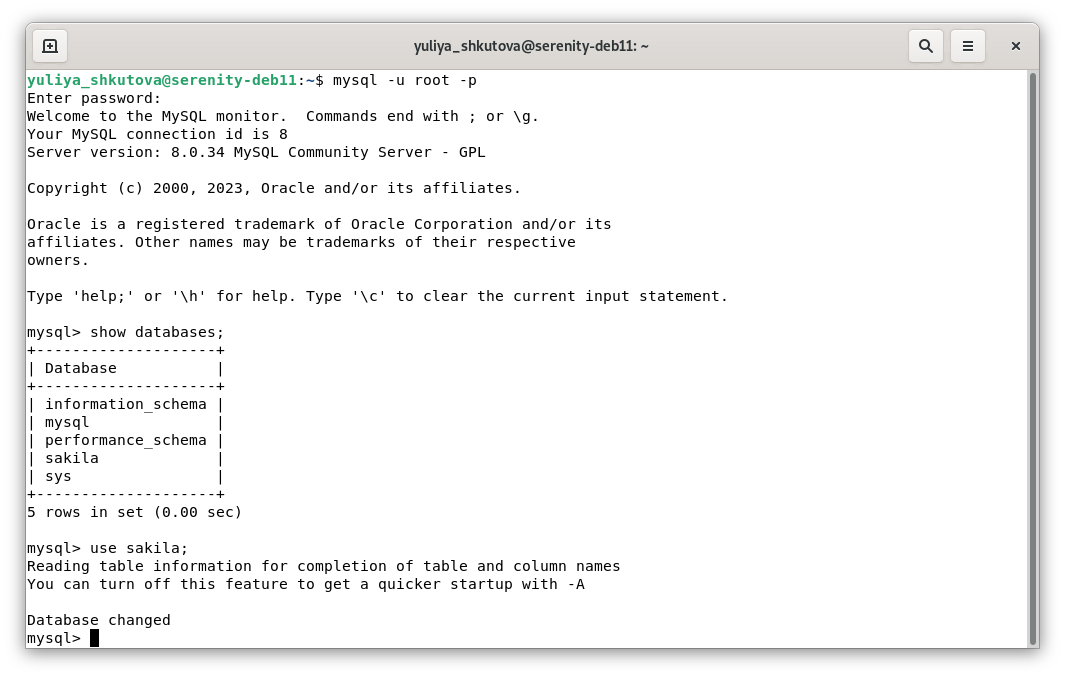 yuliya_shkutova@serenity-deb11: ~
yuliya_shkutova@serenity-deb11:~$ mysql -u root -p
Enter password:
Welcome to the MySQL monitor.  Commands end with ; or \g.
Your MySQL connection id is 8
Server version: 8.0.34 MySQL Community Server - GPL
Copyright (c) 2000, 2023, Oracle and/or its affiliates.
Oracle is a registered trademark of Oracle Corporation and/or its
affiliates. Other names may be trademarks of their respective
owners.
Type 'help;' or '\h' for help. Type '\c' to clear the current input statement.
mysql> show databases;
+--------------------+
| Database           |
+--------------------+
| information_schema |
| mysql              |
| performance_schema |
| sakila             |
| sys                |
+--------------------+
5 rows in set (0.00 sec)
mysql> use sakila;
Reading table information for completion of table and column names
You can turn off this feature to get a quicker startup with -A
Database changed
mysql>